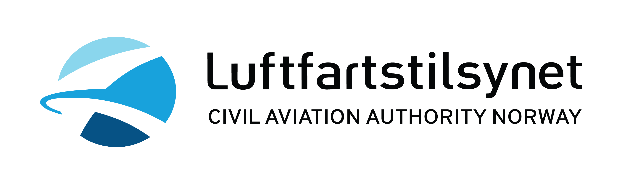 Luftfartstilsynet
CIVIL AVIATION AUTHORITY NORWAY